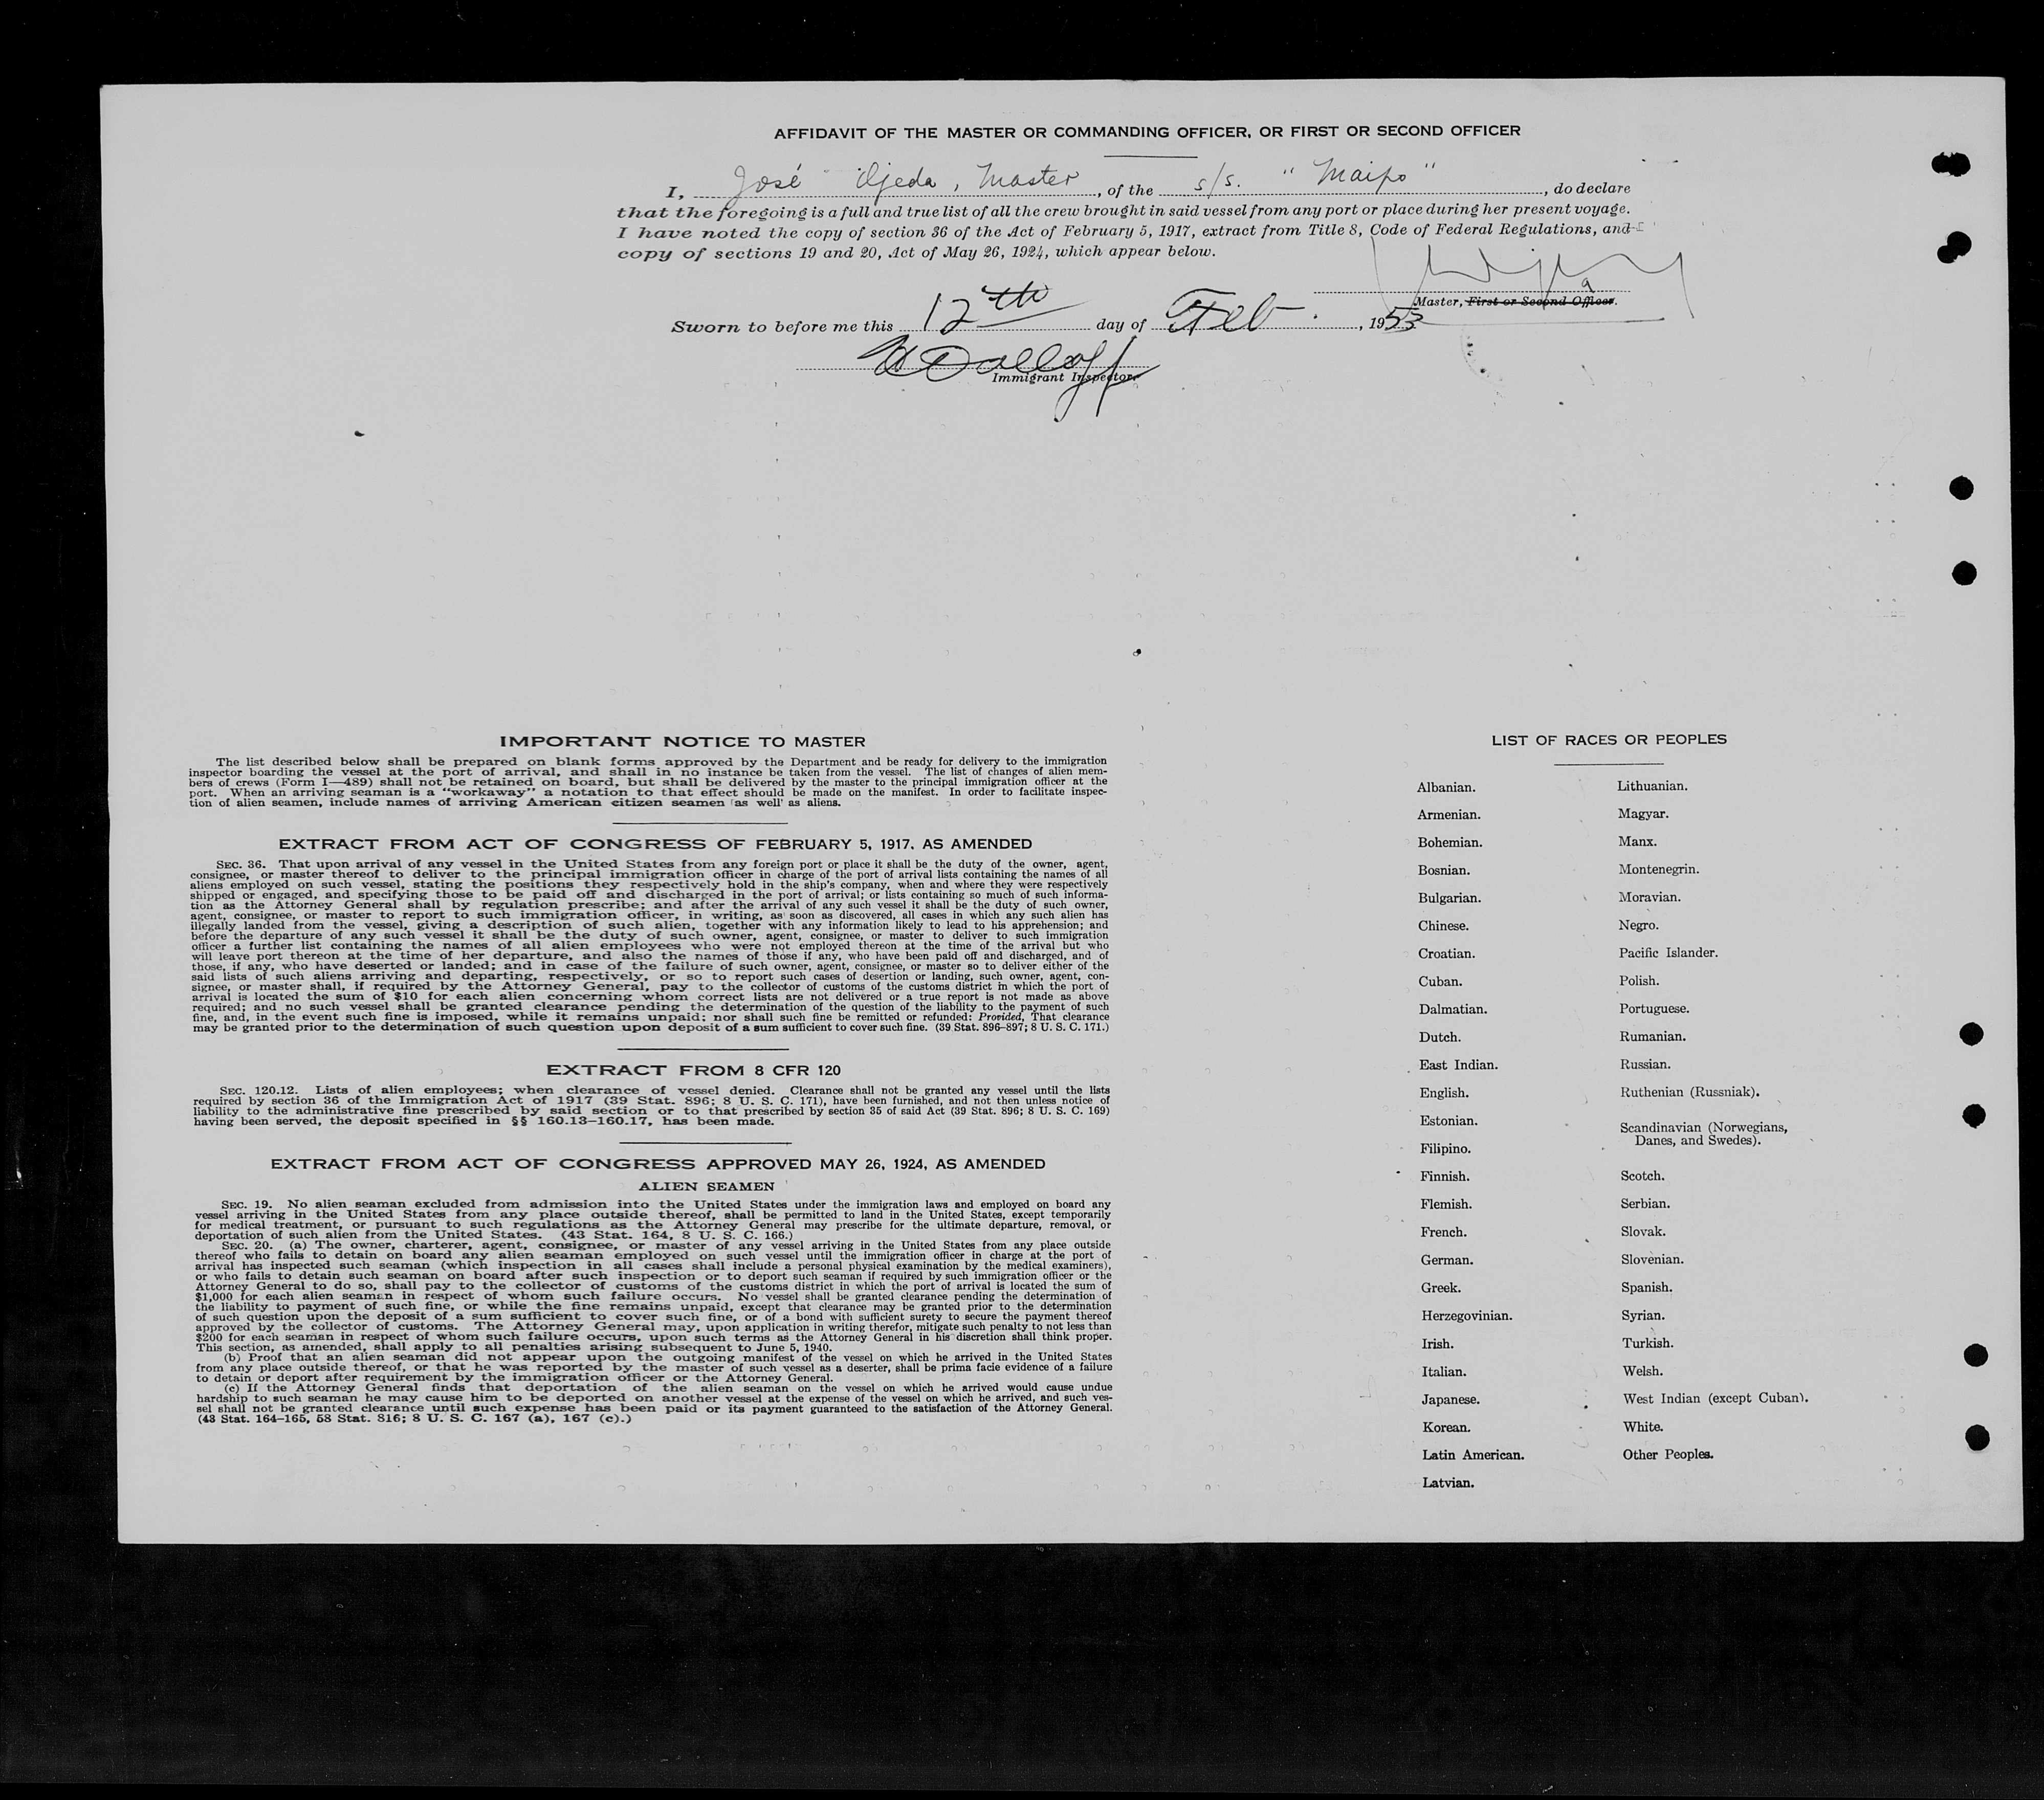 AFFIDAVIT OF THE MASTER OR COMMANDING OFFICER, OR FIRST OR SECOND OFFICER
I, José Ojeda, Master, of the s/s. "Maipo", do declare
that the foregoing is a full and true list of all the crew brought in said vessel from any port or place during her present voyage.
I have noted the copy of section 36 of the Act of February 5, 1917, extract from Title 8, Code of Federal Regulations, and
copy of sections 19 and 20, Act of May 26, 1924, which appear below.
Master, First or Second Officer.
Sworn to before me this 12th day of Feb., 1953
Immigrant Inspector.
IMPORTANT NOTICE TO MASTER
The list described below shall be prepared on blank forms approved by the Department and be ready for delivery to the immigration
inspector boarding the vessel at the port of arrival, and shall in no instance be taken from the vessel. The list of changes of alien mem-
bers of crews (Form I—489) shall not be retained on board, but shall be delivered by the master to the principal immigration officer at the
port. When an arriving seaman is a "workaway" a notation to that effect should be made on the manifest. In order to facilitate inspec-
tion of alien seamen, include names of arriving American citizen seamen as well as aliens.
EXTRACT FROM ACT OF CONGRESS OF FEBRUARY 5, 1917, AS AMENDED
SEC. 36. That upon arrival of any vessel in the United States from any foreign port or place it shall be the duty of the owner, agent,
consignee, or master thereof to deliver to the principal immigration officer in charge of the port of arrival lists containing the names of all
aliens employed on such vessel, stating the positions they respectively hold in the ship's company, when and where they were respectively
shipped or engaged, and specifying those to be paid off and discharged in the port of arrival; or lists containing so much of such informa-
tion as the Attorney General shall by regulation prescribe; and after the arrival of any such vessel it shall be the duty of such owner,
agent, consignee, or master to report to such immigration officer, in writing, as soon as discovered, all cases in which any such alien has
illegally landed from the vessel, giving a description of such alien, together with any information likely to lead to his apprehension; and
before the departure of any such vessel it shall be the duty of such owner, agent, consignee, or master to deliver to such immigration
officer a further list containing the names of all alien employees who were not employed thereon at the time of the arrival but who
will leave port thereon at the time of her departure, and also the names of those if any, who have been paid off and discharged, and of
those, if any, who have deserted or landed; and in case of the failure of such owner, agent, consignee, or master so to deliver either of the
said lists of such aliens arriving and departing, respectively, or so to report such cases of desertion or landing, such owner, agent, con-
signee, or master shall, if required by the Attorney General, pay to the collector of customs of the customs district in which the port of
arrival is located the sum of $10 for each alien concerning whom correct lists are not delivered or a true report is not made as above
required; and no such vessel shall be granted clearance pending the determination of the question of the liability to the payment of such
fine, and, in the event such fine is imposed, while it remains unpaid; nor shall such fine be remitted or refunded: Provided, That clearance
may be granted prior to the determination of such question upon deposit of a sum sufficient to cover such fine. (39 Stat. 896–897; 8 U. S. C. 171.)
EXTRACT FROM 8 CFR 120
SEC. 120.12. Lists of alien employees; when clearance of vessel denied. Clearance shall not be granted any vessel until the lists
required by section 36 of the Immigration Act of 1917 (39 Stat. 896; 8 U. S. C. 171), have been furnished, and not then unless notice of
liability to the administrative fine prescribed by said section or to that prescribed by section 35 of said Act (39 Stat. 896; 8 U. S. C. 169)
having been served, the deposit specified in §§ 160.13–160.17, has been made.
EXTRACT FROM ACT OF CONGRESS APPROVED MAY 26, 1924, AS AMENDED
ALIEN SEAMEN
SEC. 19. No alien seaman excluded from admission into the United States under the immigration laws and employed on board any
vessel arriving in the United States from any place outside thereof, shall be permitted to land in the United States, except temporarily
for medical treatment, or pursuant to such regulations as the Attorney General may prescribe for the ultimate departure, removal, or
deportation of such alien from the United States. (43 Stat. 164, 8 U. S. C. 166.)
SEC. 20. (a) The owner, charterer, agent, consignee, or master of any vessel arriving in the United States from any place outside
thereof who fails to detain on board any alien seaman employed on such vessel until the immigration officer in charge at the port of
arrival has inspected such seaman (which inspection in all cases shall include a personal physical examination by the medical examiners),
or who fails to detain such seaman on board after such inspection or to deport such seaman if required by such immigration officer or the
Attorney General to do so, shall pay to the collector of customs of the customs district in which the port of arrival is located the sum of
$1,000 for each alien seaman in respect of whom such failure occurs. No vessel shall be granted clearance pending the determination of
the liability to payment of such fine, or while the fine remains unpaid, except that clearance may be granted prior to the determination
of such question upon the deposit of a sum sufficient to cover such fine, or of a bond with sufficient surety to secure the payment thereof
approved by the collector of customs. The Attorney General may, upon application in writing therefor, mitigate such penalty to not less than
$200 for each seaman in respect of whom such failure occurs, upon such terms as the Attorney General in his discretion shall think proper.
This section, as amended, shall apply to all penalties arising subsequent to June 5, 1940.
(b) Proof that an alien seaman did not appear upon the outgoing manifest of the vessel on which he arrived in the United States
from any place outside thereof, or that he was reported by the master of such vessel as a deserter, shall be prima facie evidence of a failure
to detain or deport after requirement by the immigration officer or the Attorney General.
(c) If the Attorney General finds that deportation of the alien seaman on the vessel on which he arrived would cause undue
hardship to such seaman he may cause him to be deported on another vessel at the expense of the vessel on which he arrived, and such ves-
sel shall not be granted clearance until such expense has been paid or its payment guaranteed to the satisfaction of the Attorney General.
(43 Stat. 164–165, 58 Stat. 816; 8 U. S. C. 167 (a), 167 (c).)
LIST OF RACES OR PEOPLES
Albanian.
Armenian.
Bohemian.
Bosnian.
Bulgarian.
Chinese.
Croatian.
Cuban.
Dalmatian.
Dutch.
East Indian.
English.
Estonian.
Filipino.
Finnish.
Flemish.
French.
German.
Greek.
Herzegovinian.
Irish.
Italian.
Japanese.
Korean.
Latin American.
Latvian.
Lithuanian.
Magyar.
Manx.
Montenegrin.
Moravian.
Negro.
Pacific Islander.
Polish.
Portuguese.
Rumanian.
Russian.
Ruthenian (Russniak).
Scandinavian (Norwegians,
Danes, and Swedes).
Scotch.
Serbian.
Slovak.
Slovenian.
Spanish.
Syrian.
Turkish.
Welsh.
West Indian (except Cuban).
White.
Other Peoples.